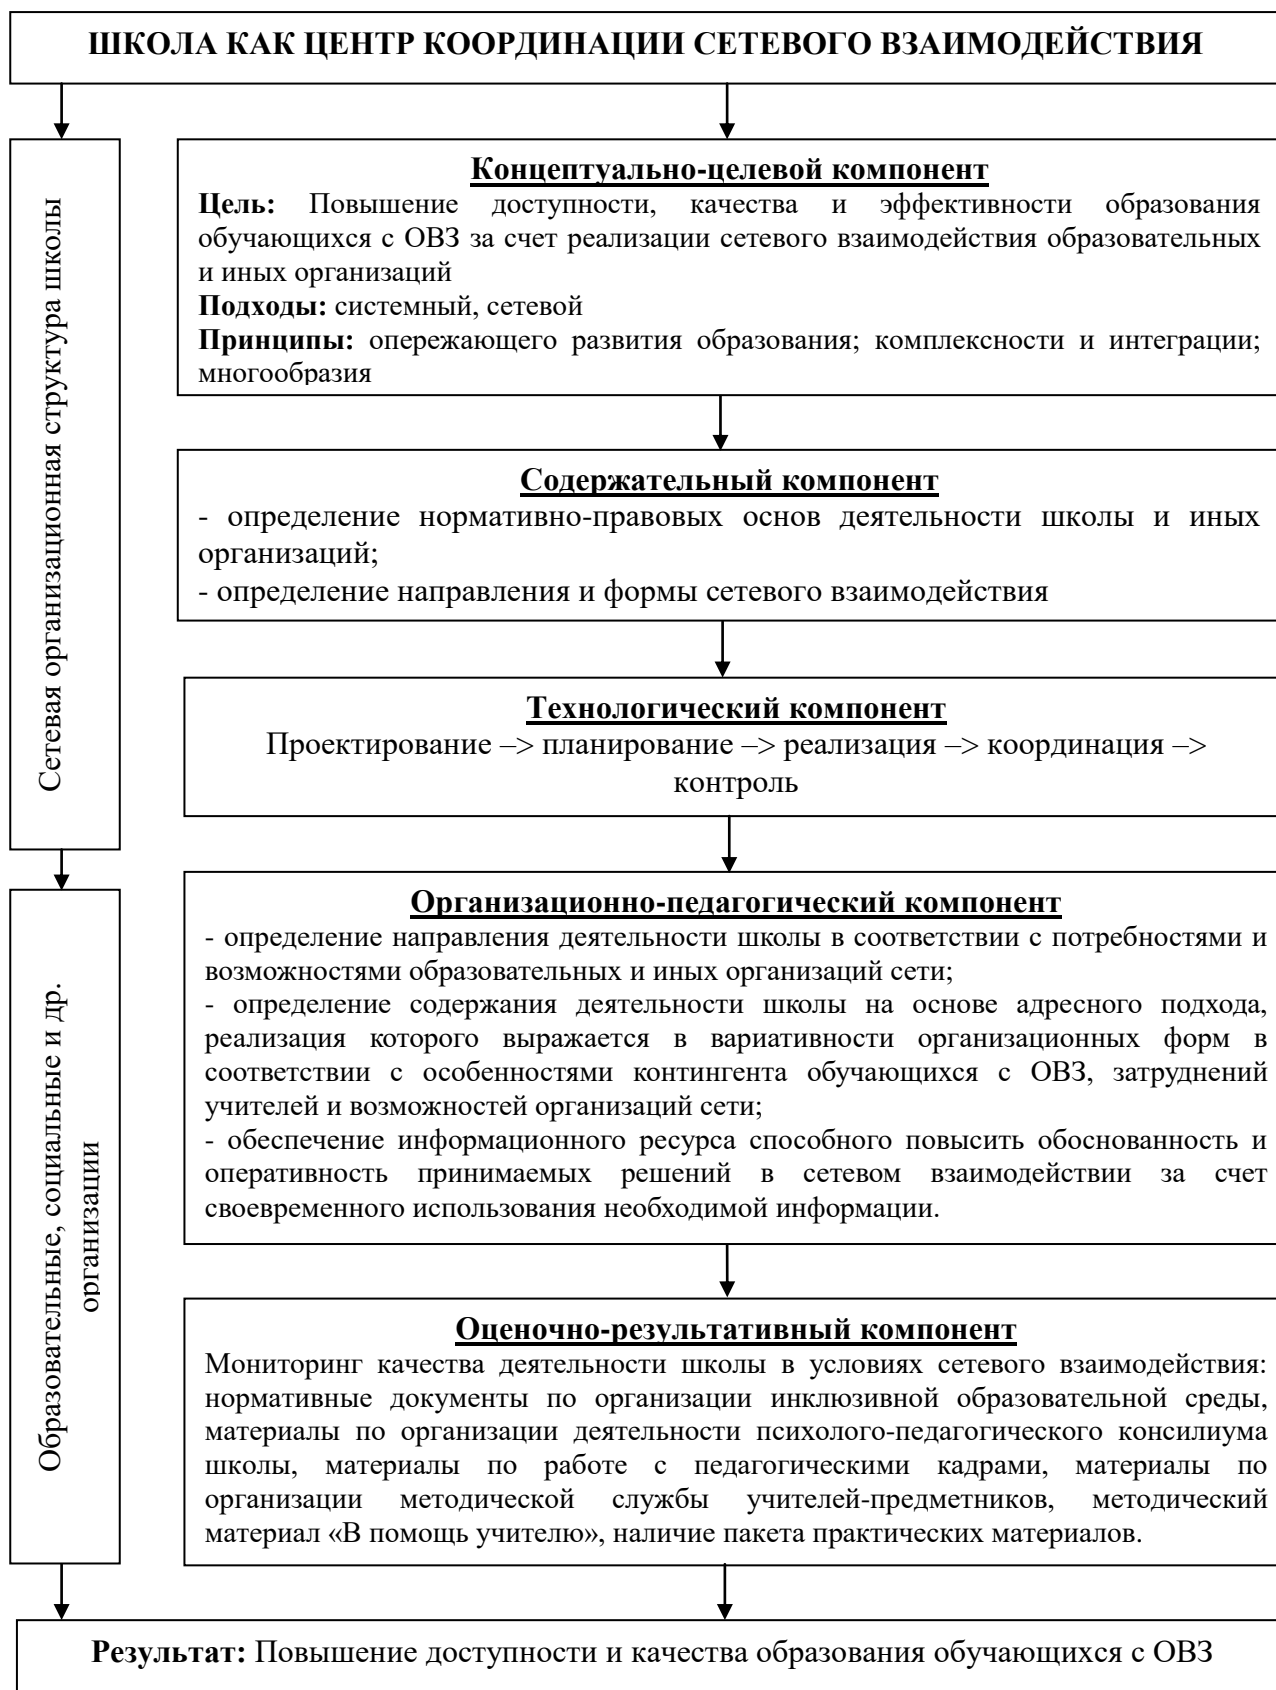 ШКОЛА КАК ЦЕНТР КООРДИНАЦИИ СЕТЕВОГО ВЗАИМОДЕЙСТВИЯ
Сетевая организационная структура школы
Концептуально-целевой компонент
Цель: Повышение доступности, качества и эффективности образования
обучающихся с ОВЗ за счет реализации сетевого взаимодействия образовательных
и иных организаций
Подходы: системный, сетевой
Принципы: опережающего развития образования; комплексности и интеграции;
многообразия
Содержательный компонент
- определение нормативно-правовых основ деятельности школы и иных
организаций;
- определение направления и формы сетевого взаимодействия
Технологический компонент
Проектирование –> планирование –> реализация –> координация –>
контроль
Образовательные, социальные и др.
организации
Организационно-педагогический компонент
- определение направления деятельности школы в соответствии с потребностями и
возможностями образовательных и иных организаций сети;
- определение содержания деятельности школы на основе адресного подхода,
реализация которого выражается в вариативности организационных форм в
соответствии с особенностями контингента обучающихся с ОВЗ, затруднений
учителей и возможностей организаций сети;
- обеспечение информационного ресурса способного повысить обоснованность и
оперативность принимаемых решений в сетевом взаимодействии за счет
своевременного использования необходимой информации.
Оценочно-результативный компонент
Мониторинг качества деятельности школы в условиях сетевого взаимодействия:
нормативные документы по организации инклюзивной образовательной среды,
материалы по организации деятельности психолого-педагогического консилиума
школы, материалы по работе с педагогическими кадрами, материалы по
организации методической службы учителей-предметников, методический
материал «В помощь учителю», наличие пакета практических материалов.
Результат: Повышение доступности и качества образования обучающихся с ОВЗ